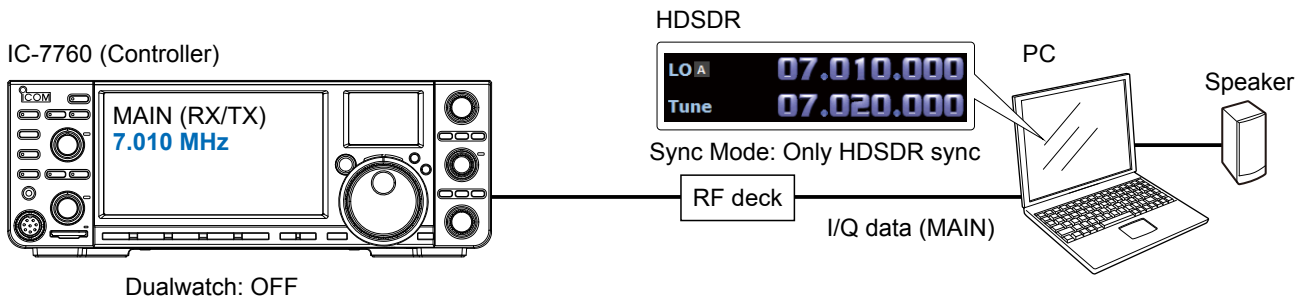 HDSDR
IC-7760 (Controller)
PC
LO A 07.010.000
Speaker
ICOM
MAIN (RX/TX)
7.010 MHz
Tune 07.020.000
Sync Mode: Only HDSDR sync
RF deck
I/Q data (MAIN)
Dualwatch: OFF